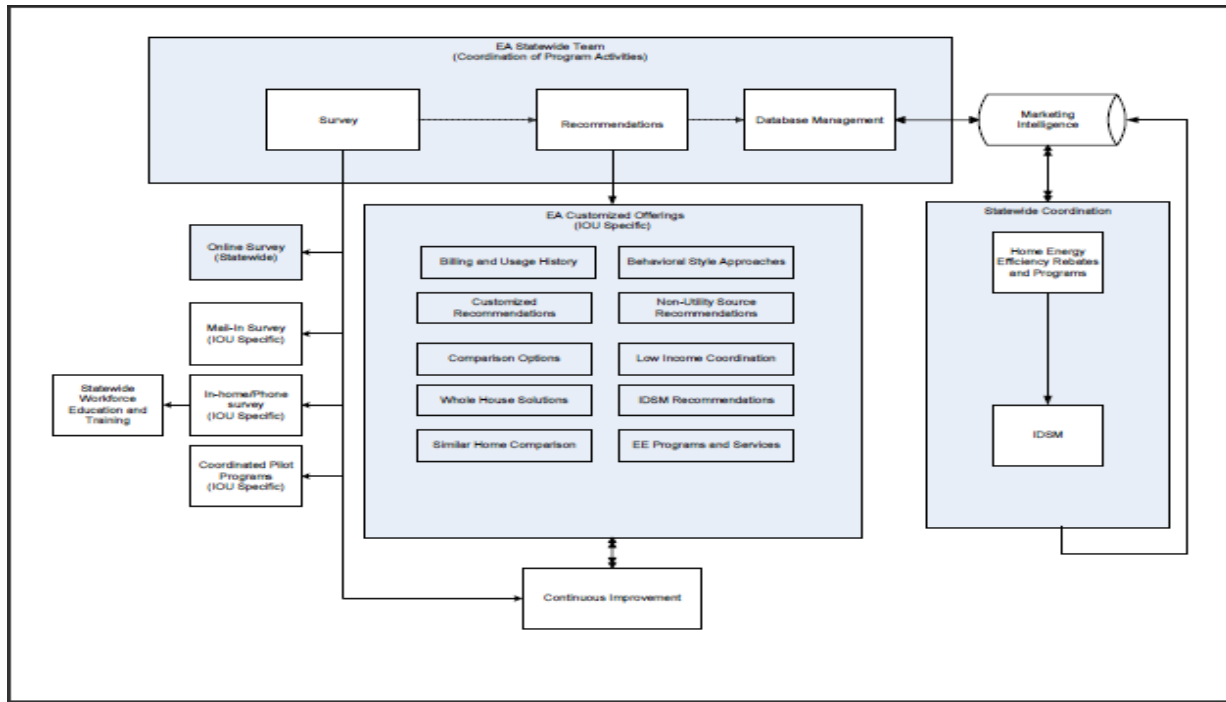 EA Statewide Team
(Coordination of Program Activities)
Survey
Recommendations
Database Management
Marketing
Intelligence
EA Customized Offerings
(IOU Specific)
Statewide Coordination
Online Survey
(Statewide)
Billing and Usage History
Behavioral Style Approaches
Home Energy
Efficiency Rebates
and Programs
Customized
Recommendations
Non-Utility Source
Recommendations
Mail-In Survey
(IOU Specific)
Comparison Options
Low Income Coordination
Statewide
Workforce
Education and
Training
In-home/Phone
survey
(IOU Specific)
Whole House Solutions
IDSM Recommendations
IDSM
Similar Home Comparison
EE Programs and Services
Coordinated Pilot
Programs
(IOU Specific)
Continuous Improvement